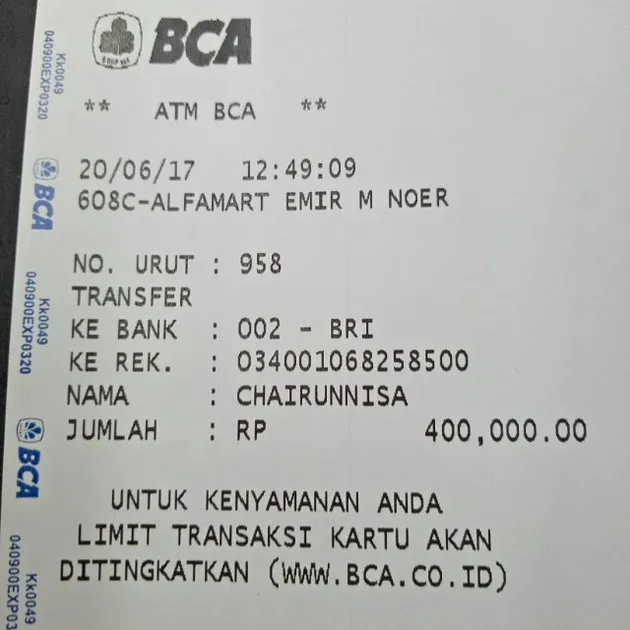 BCA
** ATM BCA **
20/06/17 12:49:09
608C-ALFAMART EMIR M NOER
NO. URUT : 958
TRANSFER
KE BANK : 002 - BRI
KE REK. : 034001068258500
NAMA : CHAIRUNNISA
JUMLAH : RP 400,000.00
UNTUK KENYAMANAN ANDA
LIMIT TRANSAKSI KARTU AKAN
DITINGKATKAN (WWW.BCA.CO.ID)
Kk0049
040900EXP0320
BCA
Kk0049
040900EXP0320
BCA
Kk0049
040900EXP03